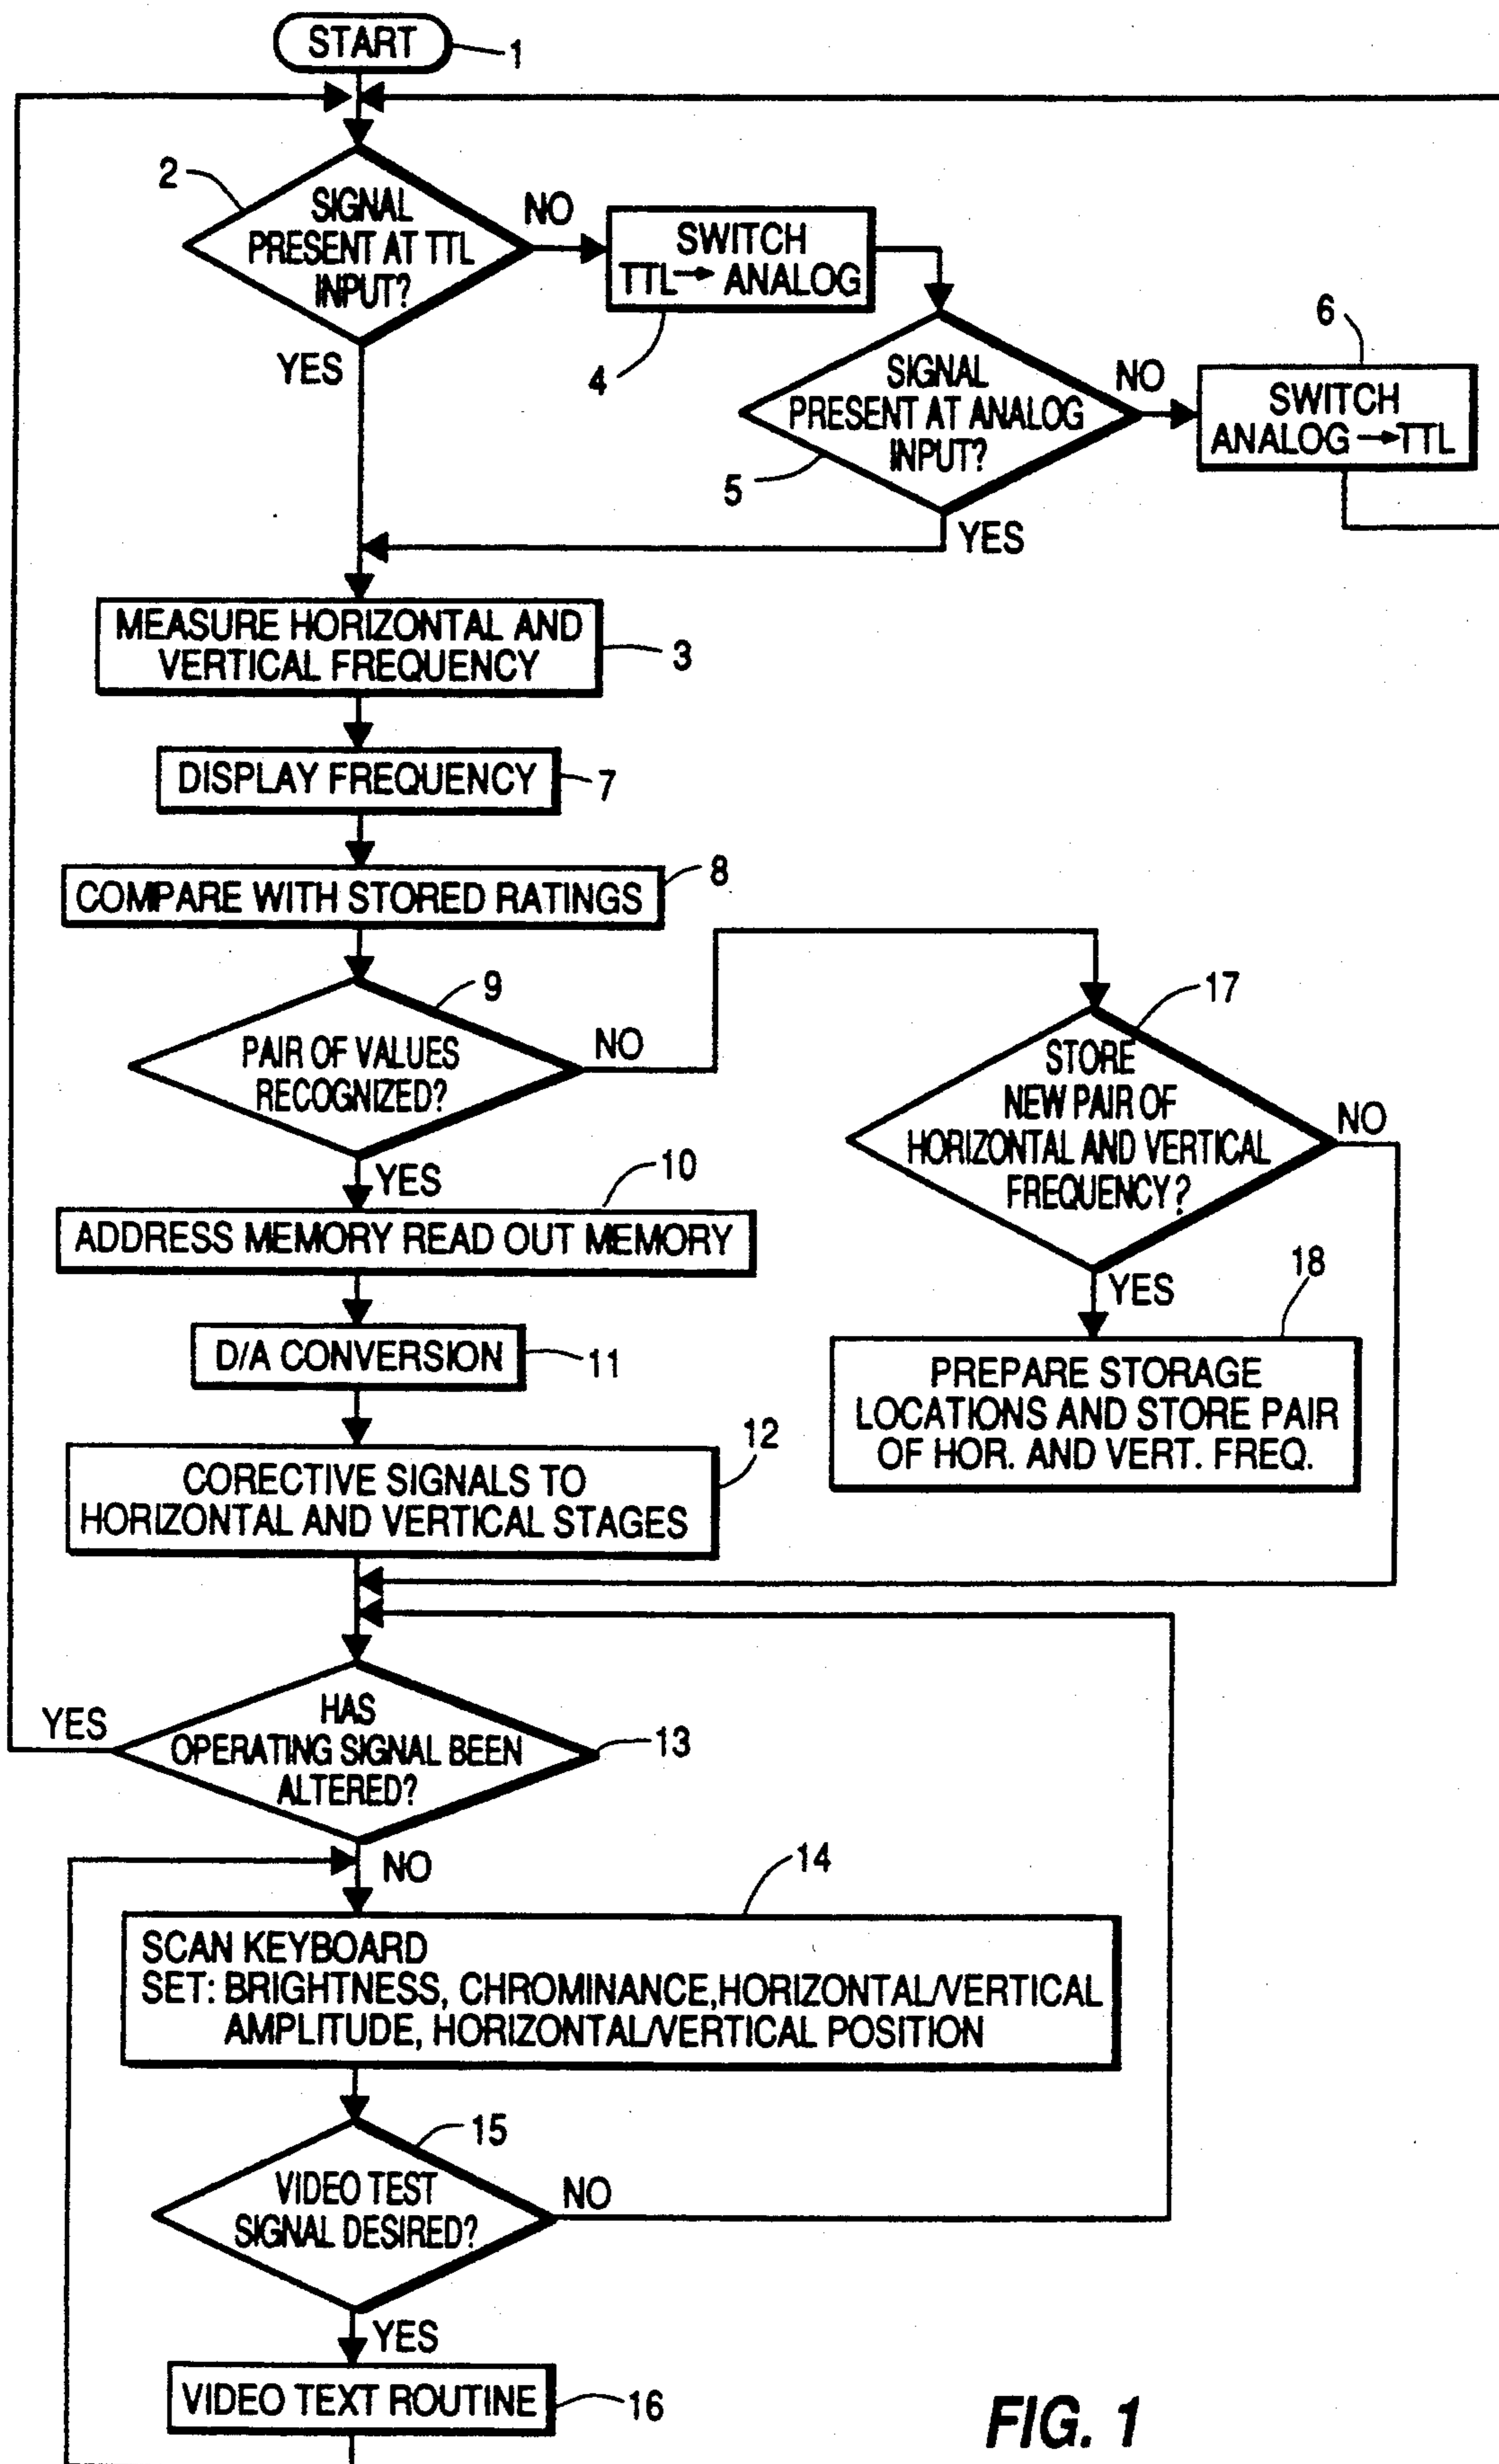 START
1
2
SIGNAL
PRESENT AT TTL
INPUT?
NO
YES
SWITCH
TTL → ANALOG
4
SIGNAL
PRESENT AT ANALOG
INPUT?
5
NO
YES
6
SWITCH
ANALOG → TTL
MEASURE HORIZONTAL AND
VERTICAL FREQUENCY
3
DISPLAY FREQUENCY
7
COMPARE WITH STORED RATINGS
8
9
PAIR OF VALUES
RECOGNIZED?
NO
YES
17
STORE
NEW PAIR OF
HORIZONTAL AND VERTICAL
FREQUENCY?
NO
YES
10
ADDRESS MEMORY READ OUT MEMORY
18
PREPARE STORAGE
LOCATIONS AND STORE PAIR
OF HOR. AND VERT. FREQ.
D/A CONVERSION
11
12
CORECTIVE SIGNALS TO
HORIZONTAL AND VERTICAL STAGES
YES
HAS
OPERATING SIGNAL BEEN
ALTERED?
13
NO
14
SCAN KEYBOARD
SET: BRIGHTNESS, CHROMINANCE,HORIZONTAL/VERTICAL
AMPLITUDE, HORIZONTAL/VERTICAL POSITION
15
VIDEO TEST
SIGNAL DESIRED?
NO
YES
VIDEO TEXT ROUTINE
16
FIG. 1